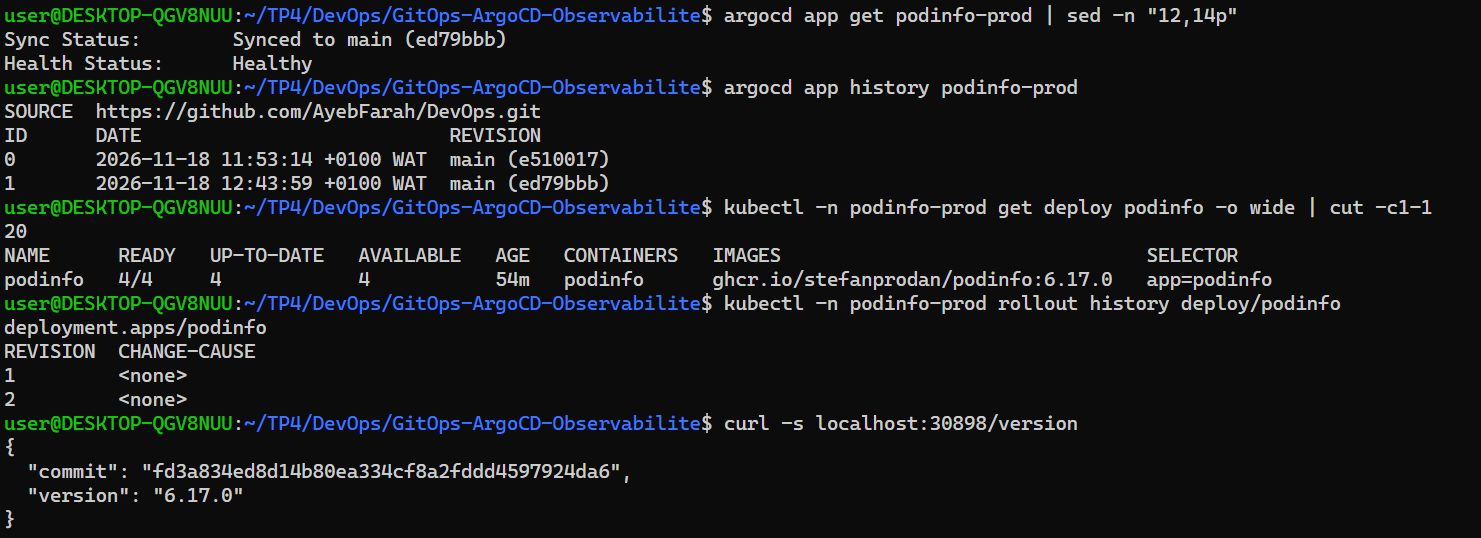 user@DESKTOP-QGV8NUU:~/TP4/DevOps/GitOps-ArgoCD-Observabilite$ argocd app get podinfo-prod | sed -n "12,14p"
Sync Status:        Synced to main (ed79bbb)
Health Status:      Healthy
user@DESKTOP-QGV8NUU:~/TP4/DevOps/GitOps-ArgoCD-Observabilite$ argocd app history podinfo-prod
SOURCE  https://github.com/AyebFarah/DevOps.git
ID      DATE                           REVISION
0       2026-11-18 11:53:14 +0100 WAT  main (e510017)
1       2026-11-18 12:43:59 +0100 WAT  main (ed79bbb)
user@DESKTOP-QGV8NUU:~/TP4/DevOps/GitOps-ArgoCD-Observabilite$ kubectl -n podinfo-prod get deploy podinfo -o wide | cut -c1-1
20
NAME      READY   UP-TO-DATE   AVAILABLE   AGE   CONTAINERS   IMAGES                               SELECTOR
podinfo   4/4     4            4           54m   podinfo      ghcr.io/stefanprodan/podinfo:6.17.0   app=podinfo
user@DESKTOP-QGV8NUU:~/TP4/DevOps/GitOps-ArgoCD-Observabilite$ kubectl -n podinfo-prod rollout history deploy/podinfo
deployment.apps/podinfo
REVISION  CHANGE-CAUSE
1         <none>
2         <none>
user@DESKTOP-QGV8NUU:~/TP4/DevOps/GitOps-ArgoCD-Observabilite$ curl -s localhost:30898/version
{
  "commit": "fd3a834ed8d14b80ea334cf8a2fddd4597924da6",
  "version": "6.17.0"
}